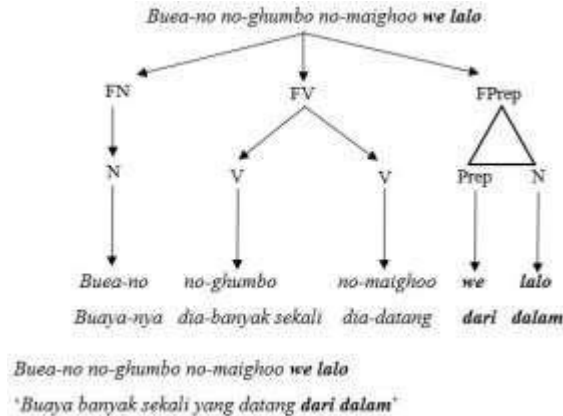 Buea-no no-ghumbo no-maighoo we lalo
FN FV FPrep
N V V Prep N
Buea-no no-ghumbo no-maighoo we lalo
Buaya-nya dia-banyak sekali dia-datang dari dalam
Buea-no no-ghumbo no-maighoo we lalo
‘Buaya banyak sekali yang datang dari dalam’